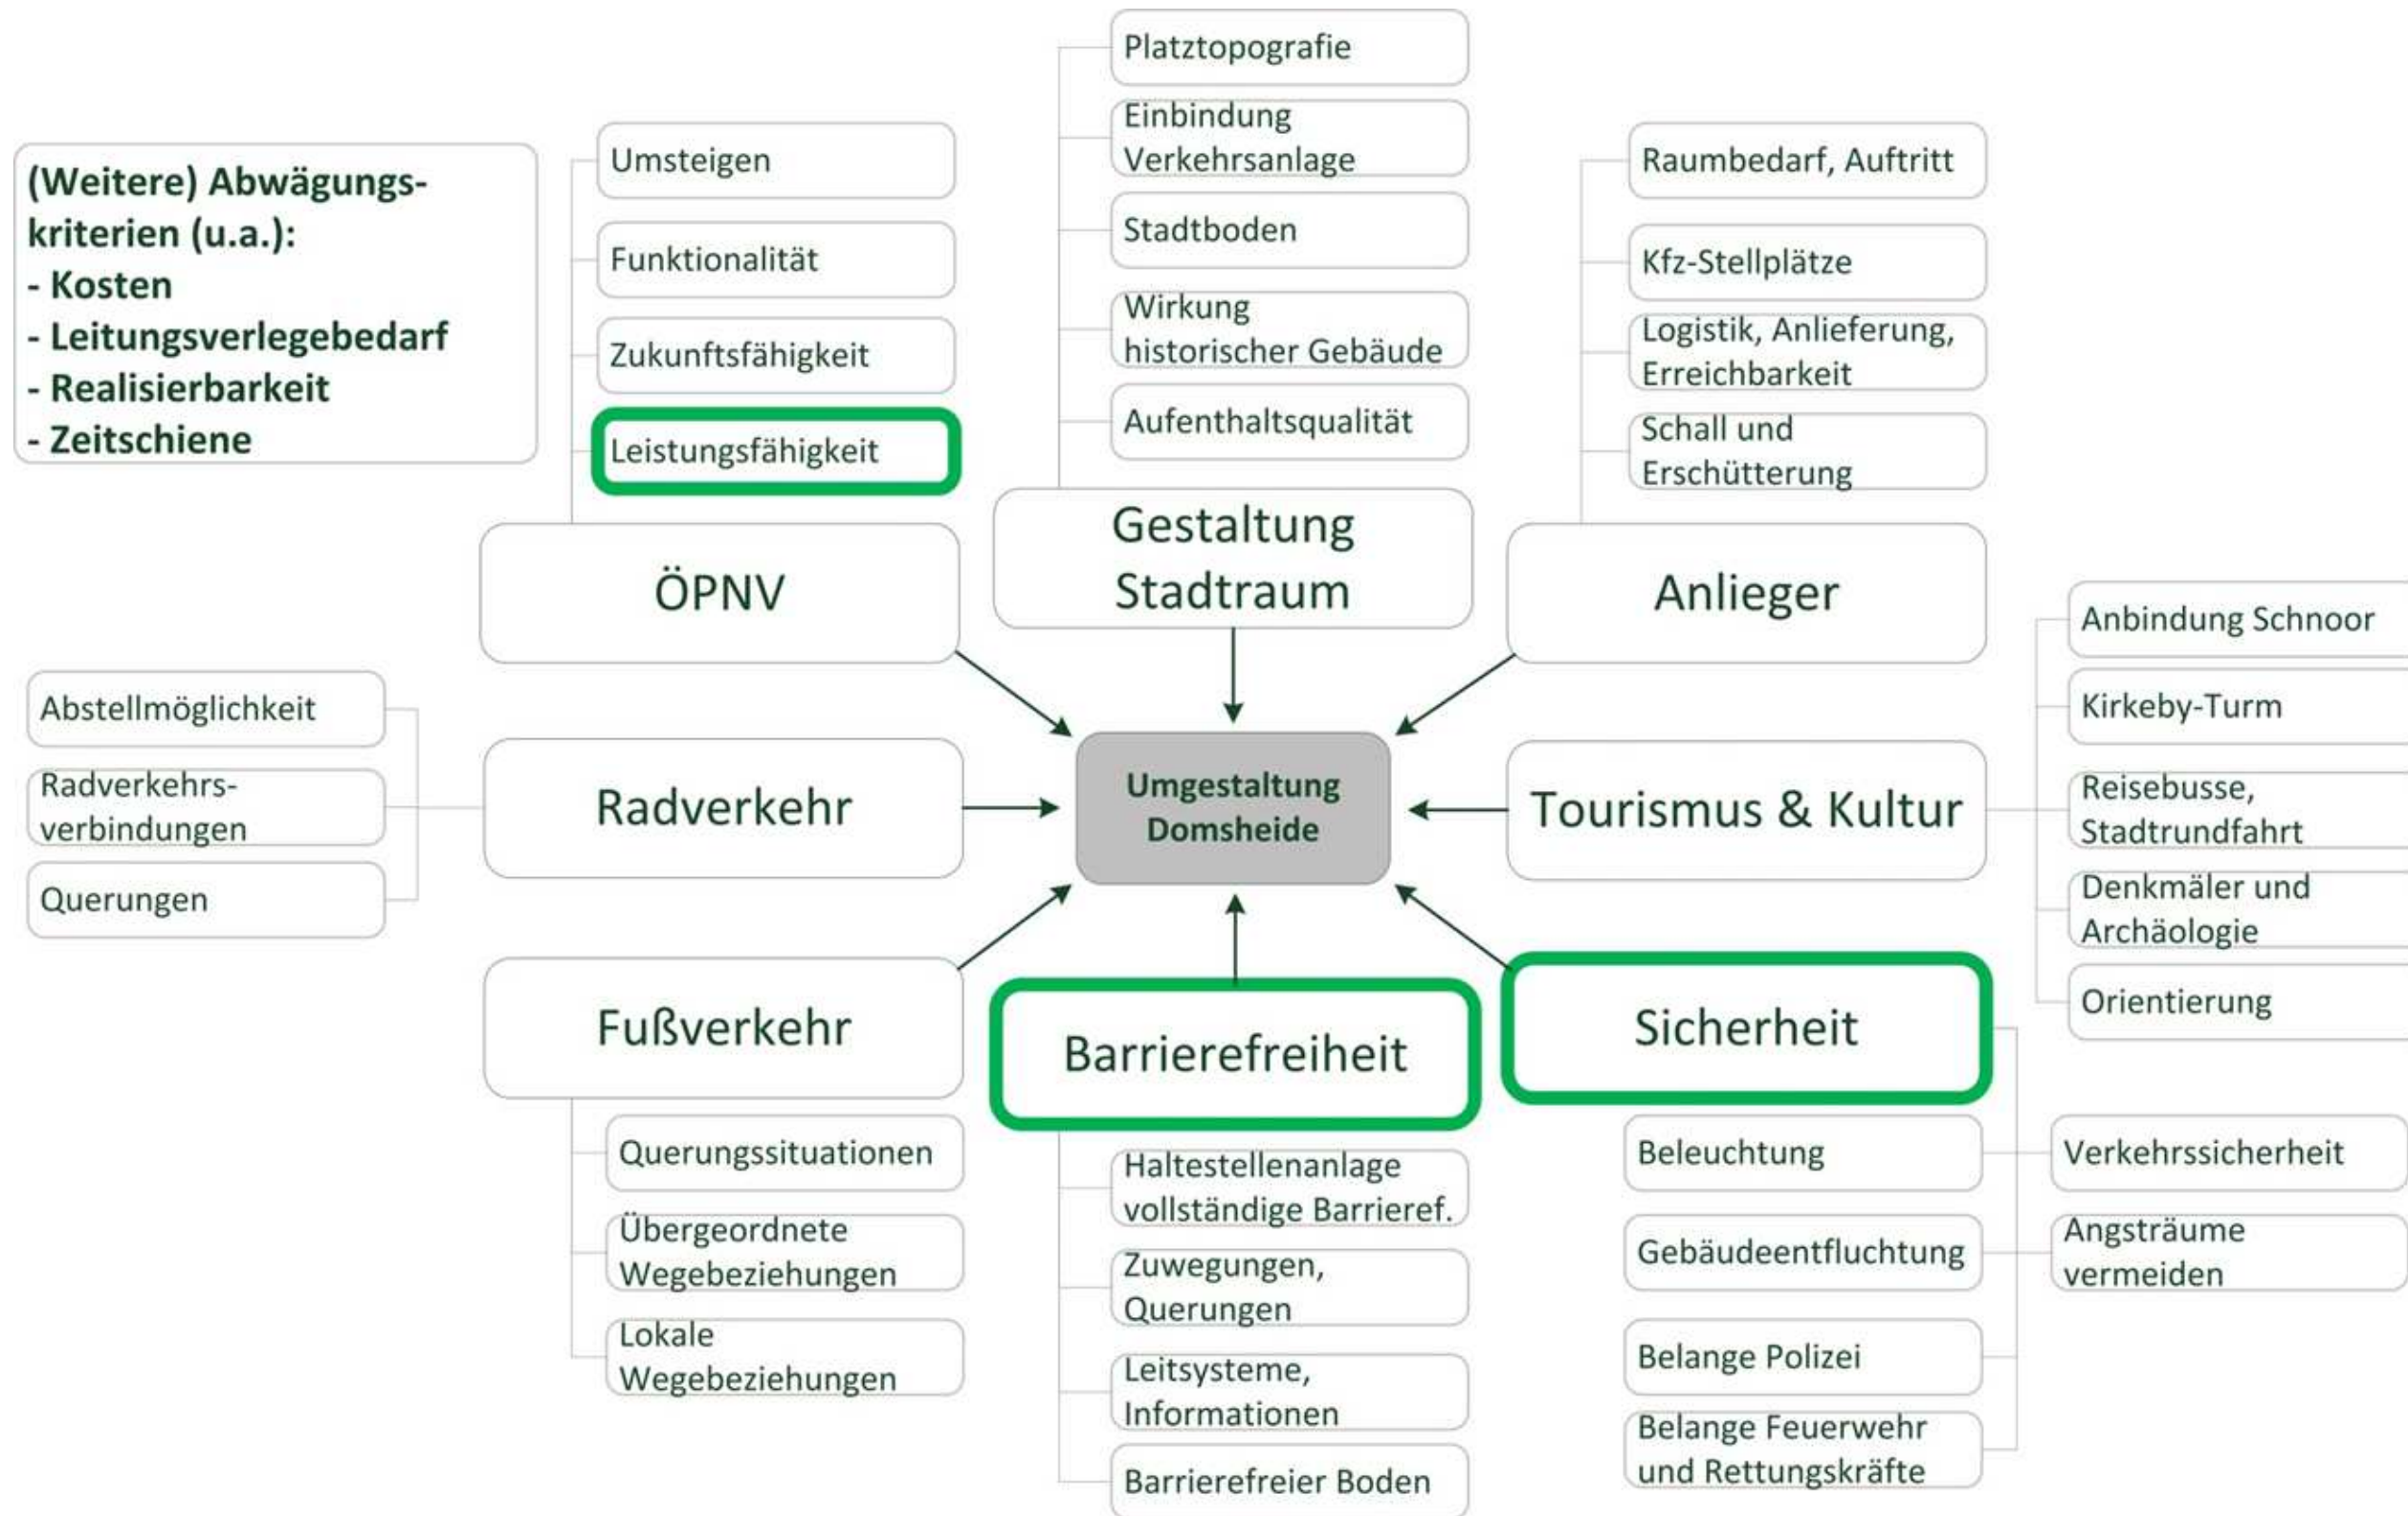 (Weitere) Abwägungs-
kriterien (u.a.):
- Kosten
- Leitungsverlegebedarf
- Realisierbarkeit
- Zeitschiene
Umsteigen
Funktionalität
Zukunftsfähigkeit
Leistungsfähigkeit
ÖPNV
Platztopografie
Einbindung
Verkehrsanlage
Stadtboden
Wirkung
historischer Gebäude
Aufenthaltsqualität
Gestaltung
Stadtraum
Raumbedarf, Auftritt
Kfz-Stellplätze
Logistik, Anlieferung,
Erreichbarkeit
Schall und
Erschütterung
Anlieger
Abstellmöglichkeit
Radverkehrs-
verbindungen
Querungen
Radverkehr
Umgestaltung
Domsheide
Tourismus & Kultur
Anbindung Schnoor
Kirkeby-Turm
Reisebusse,
Stadtrundfahrt
Denkmäler und
Archäologie
Orientierung
Fußverkehr
Querungssituationen
Übergeordnete
Wegebeziehungen
Lokale
Wegebeziehungen
Barrierefreiheit
Haltestellenanlage
vollständige Barrieref.
Zuwegungen,
Querungen
Leitsysteme,
Informationen
Barrierefreier Boden
Sicherheit
Beleuchtung
Gebäudeentfluchtung
Belange Polizei
Belange Feuerwehr
und Rettungskräfte
Verkehrssicherheit
Angsträume
vermeiden